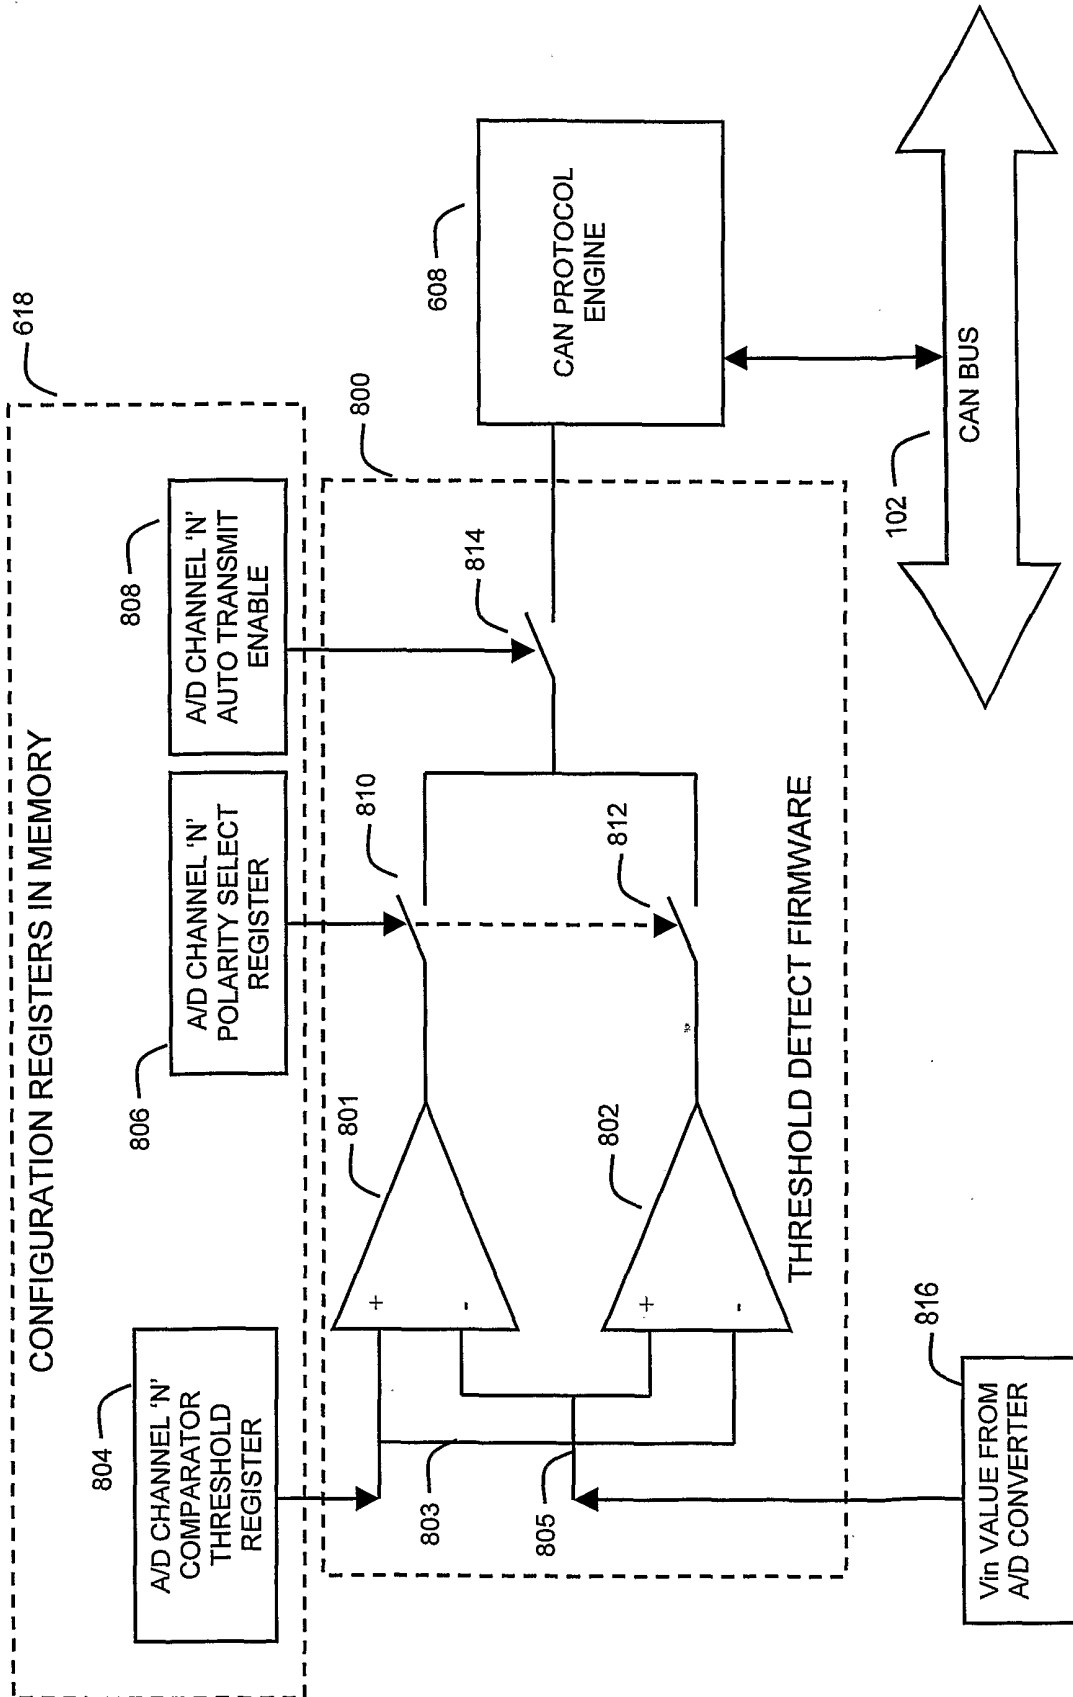 CONFIGURATION REGISTERS IN MEMORY
618
804
A/D CHANNEL 'N'
COMPARATOR
THRESHOLD
REGISTER
806
A/D CHANNEL 'N'
POLARITY SELECT
REGISTER
808
A/D CHANNEL 'N'
AUTO TRANSMIT
ENABLE
800
801
+
-
810
814
803
805
802
+
-
812
THRESHOLD DETECT FIRMWARE
608
CAN PROTOCOL
ENGINE
816
Vin VALUE FROM
A/D CONVERTER
102
CAN BUS